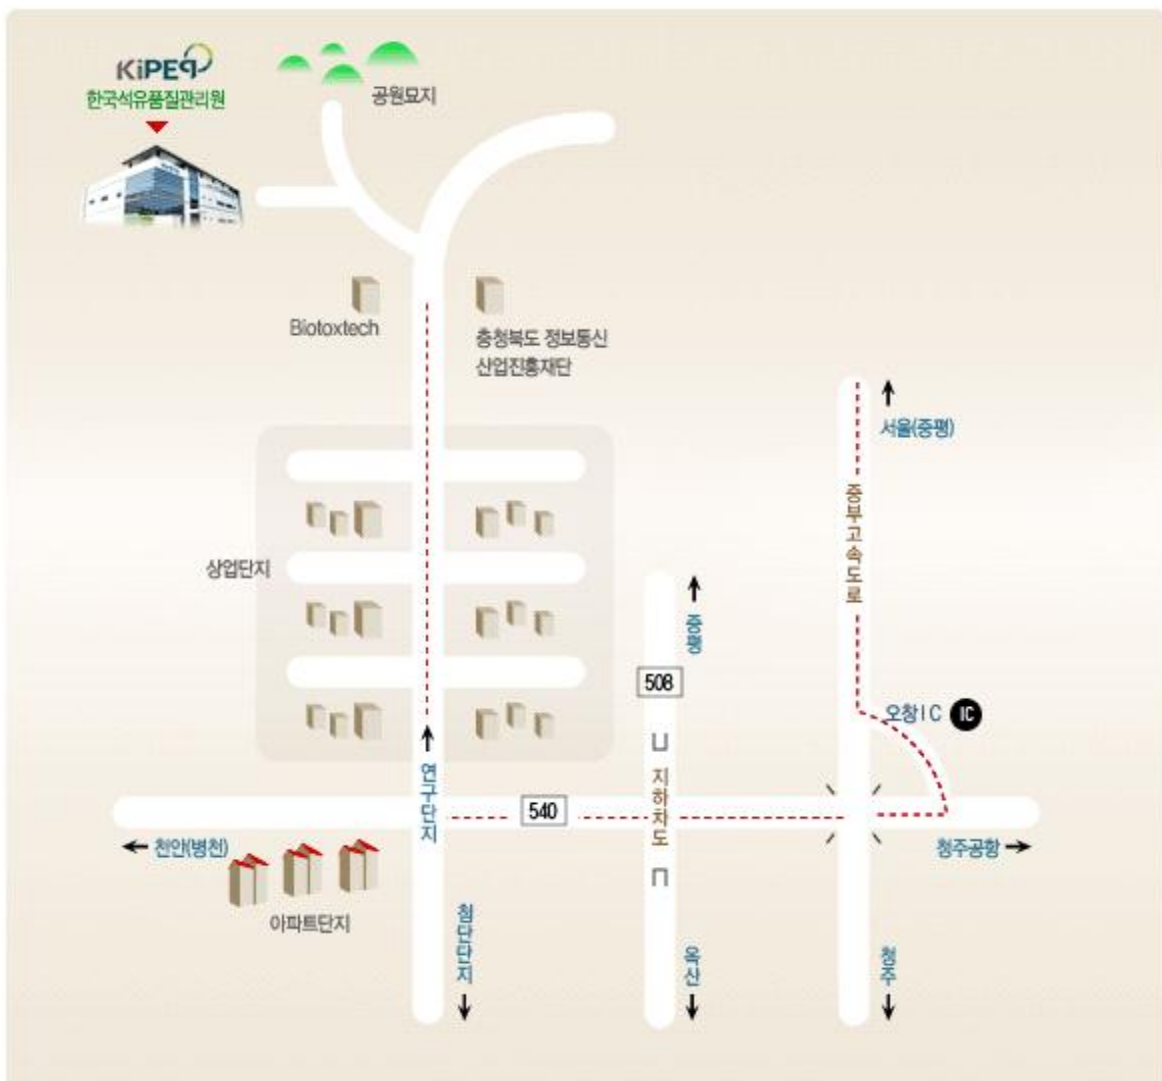 KiPEQ
한국석유품질관리원
공원묘지
Biotoxtech
충청북도 정보통신
산업진흥재단
서울(중평)
중부고속도로
상업단지
중평
508
오창IC
IC
연구단지
540
지하차도
천안(병천)
청주공항
아파트단지
첨단단지
옥산
청주